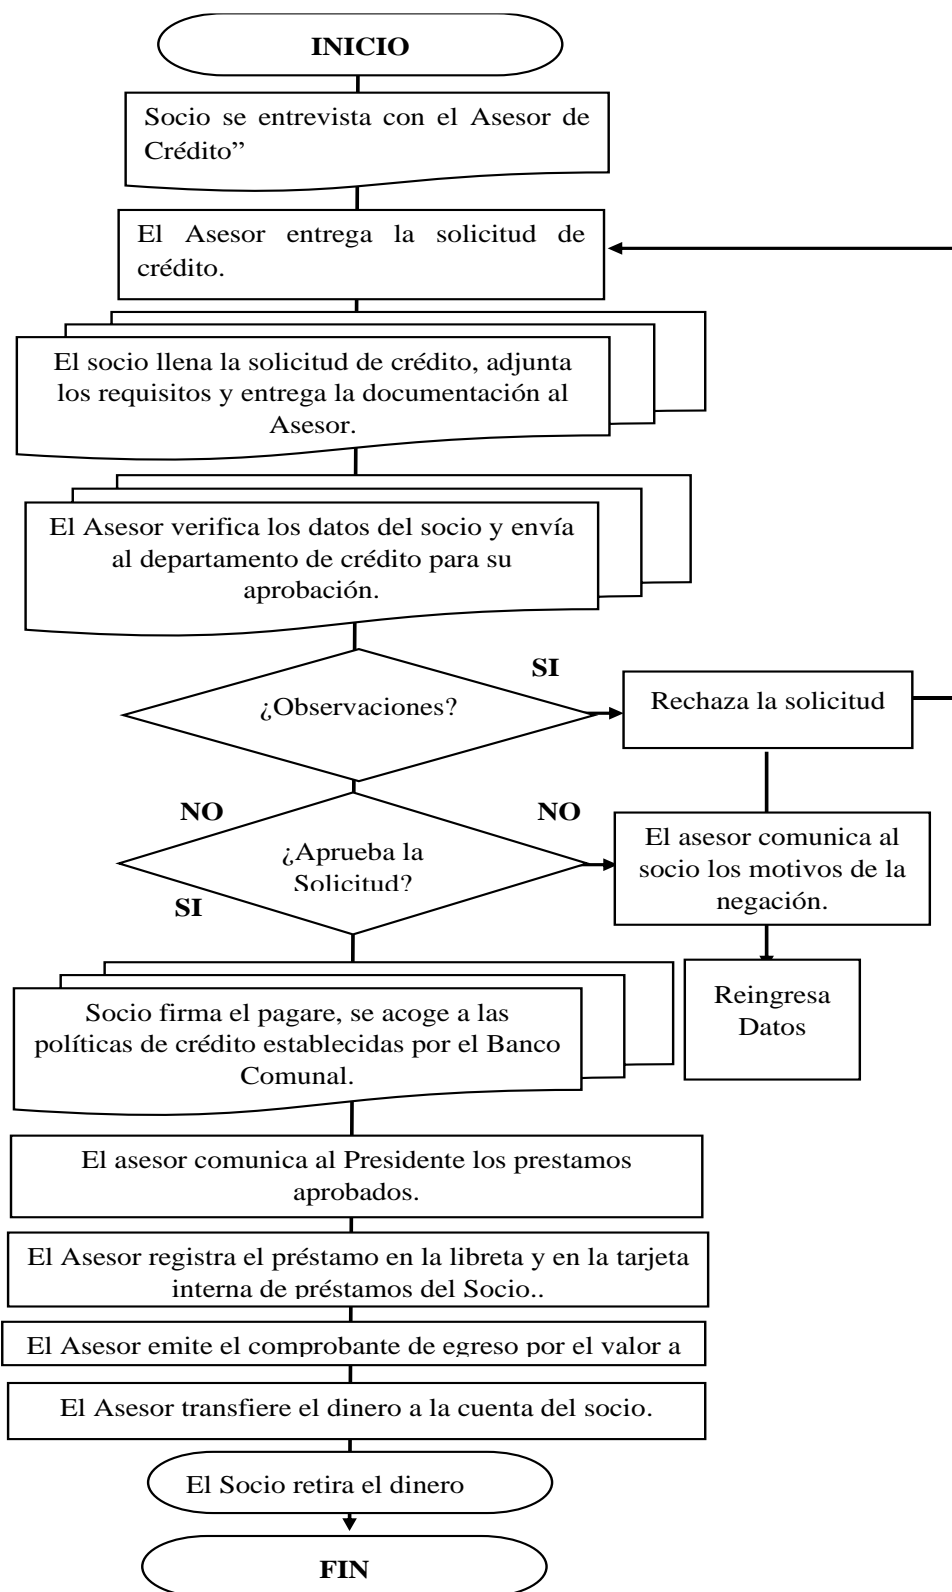 INICIO
Socio se entrevista con el Asesor de
Crédito”
El Asesor entrega la solicitud de
crédito.
El socio llena la solicitud de crédito, adjunta
los requisitos y entrega la documentación al
Asesor.
El Asesor verifica los datos del socio y envía
al departamento de crédito para su
aprobación.
SI
¿Observaciones?
Rechaza la solicitud
NO
NO
¿Aprueba la
Solicitud?
SI
El asesor comunica al
socio los motivos de la
negación.
Reingresa
Datos
Socio firma el pagare, se acoge a las
políticas de crédito establecidas por el Banco
Comunal.
El asesor comunica al Presidente los prestamos
aprobados.
El Asesor registra el préstamo en la libreta y en la tarjeta
interna de préstamos del Socio..
El Asesor emite el comprobante de egreso por el valor a
El Asesor transfiere el dinero a la cuenta del socio.
El Socio retira el dinero
FIN